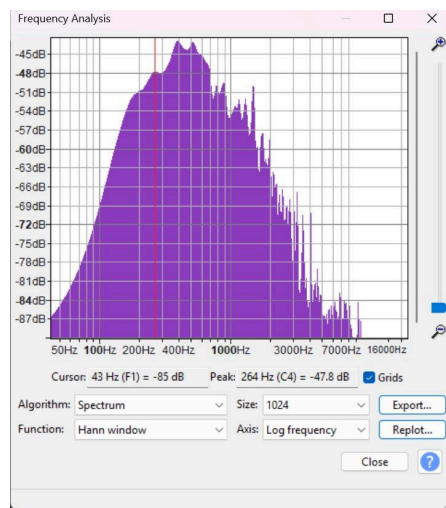 Frequency Analysis
-45dB
-48dB
-51dB
-54dB
-57dB
-60dB
-63dB
-66dB
-69dB
-72dB
-75dB
-78dB
-81dB
-84dB
-87dB
50Hz 100Hz 200Hz 400Hz 1000Hz 3000Hz 7000Hz 16000Hz
Cursor: 43 Hz (F1) = -85 dB Peak: 264 Hz (C4) = -47.8 dB Grids
Algorithm: Spectrum Size: 1024 Export...
Function: Hann window Axis: Log frequency Replot...
Close ?